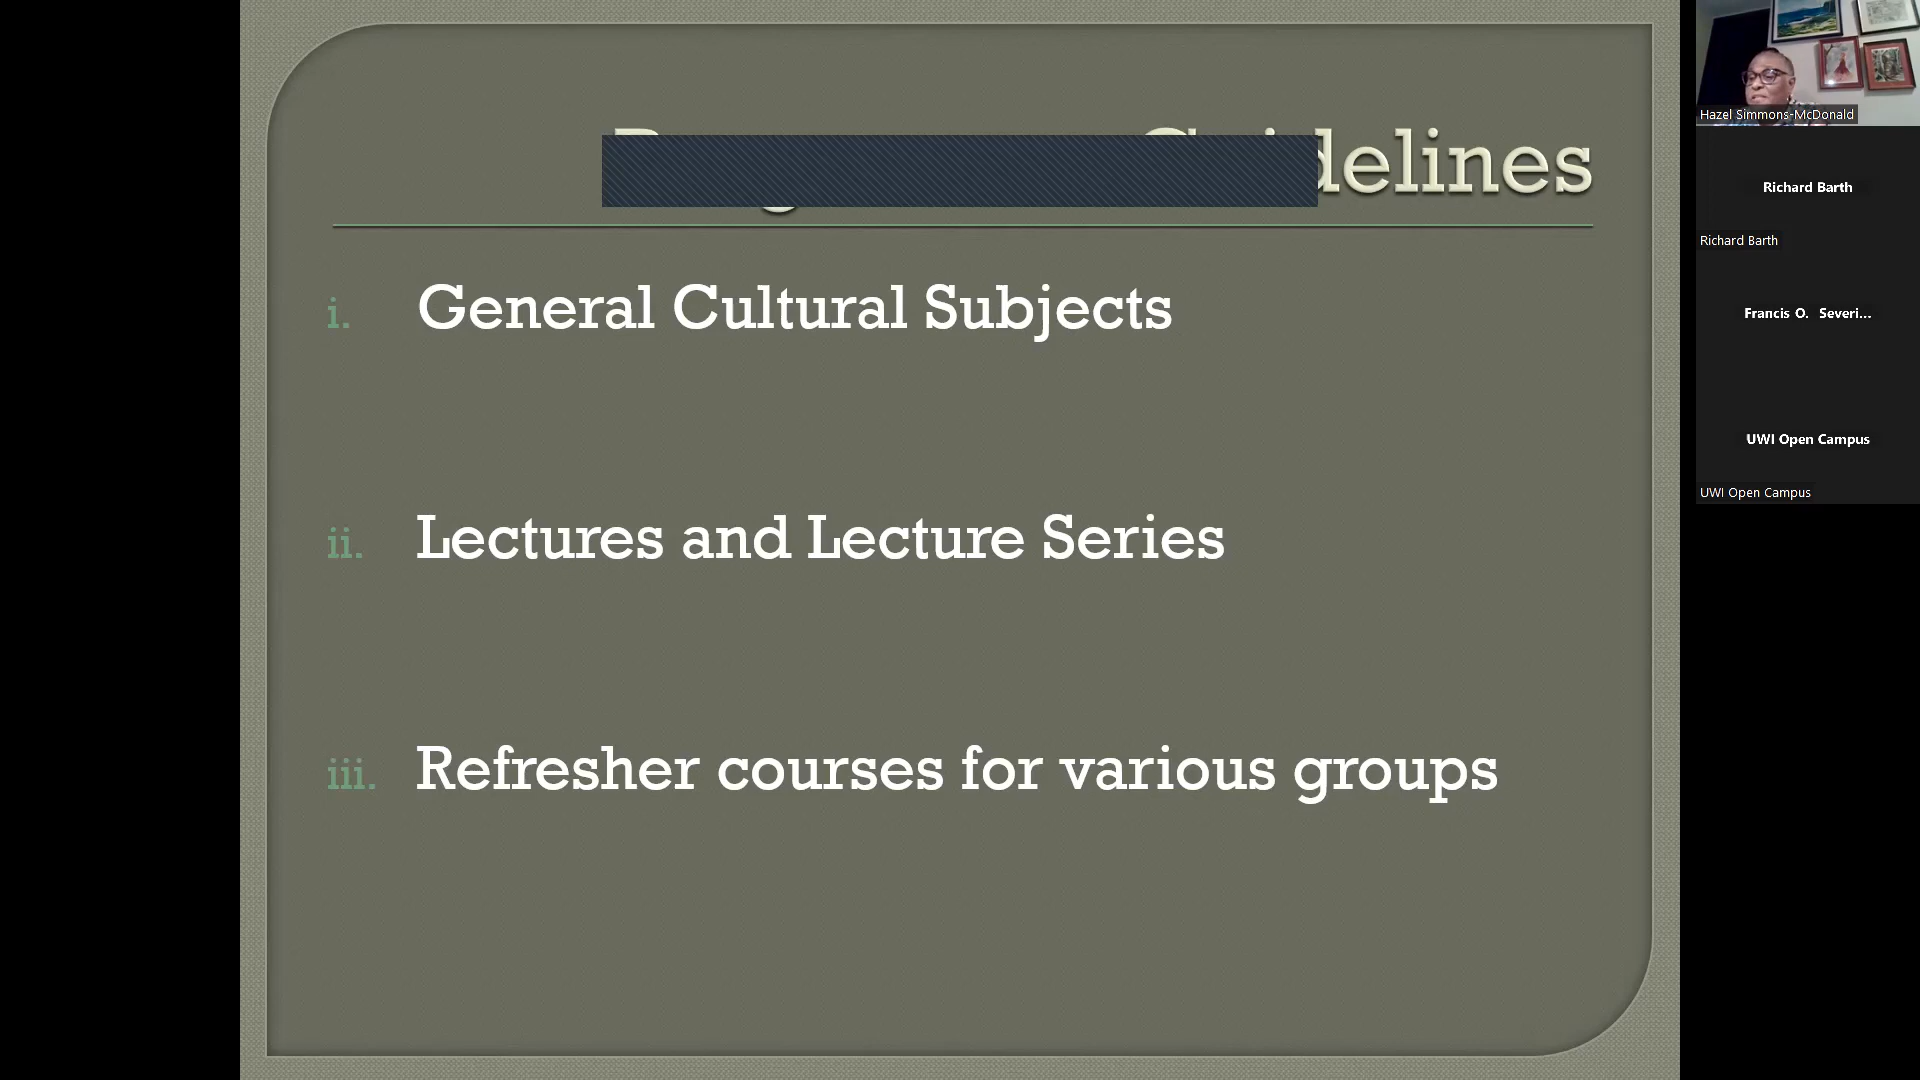 delines
i. General Cultural Subjects
ii. Lectures and Lecture Series
iii. Refresher courses for various groups
Hazel Simmons-McDonald
Richard Barth
Richard Barth
Francis O. Severi...
UWI Open Campus
UWI Open Campus